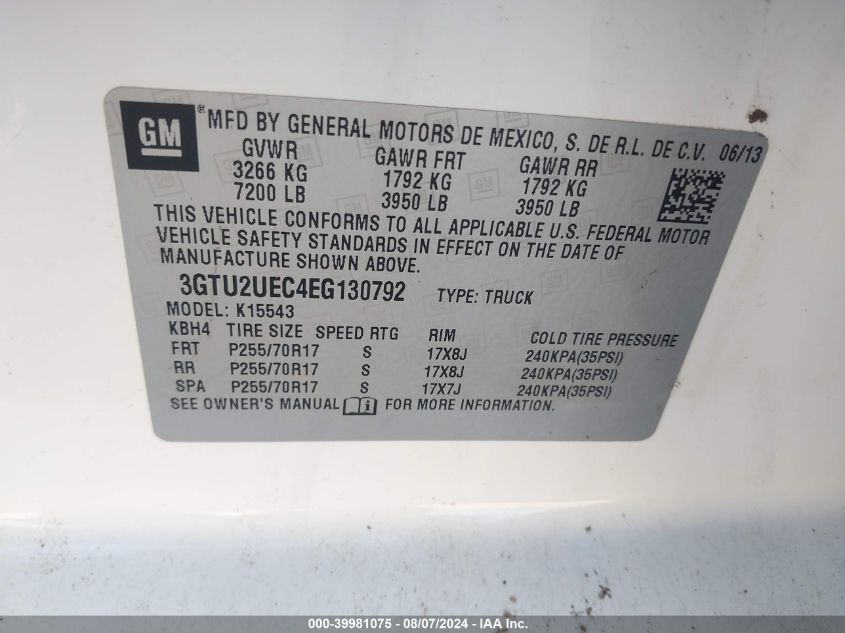 GM ® MFD BY GENERAL MOTORS DE MEXICO, S. DE R.L. DE C.V. 06/13
GVWR GAWR FRT GAWR RR
3266 KG 1792 KG 1792 KG
7200 LB 3950 LB 3950 LB
THIS VEHICLE CONFORMS TO ALL APPLICABLE U.S. FEDERAL MOTOR
VEHICLE SAFETY STANDARDS IN EFFECT ON THE DATE OF
MANUFACTURE SHOWN ABOVE.
3GTU2UEC4EG130792 TYPE: TRUCK
MODEL: K15543
KBH4 TIRE SIZE SPEED RTG RIM COLD TIRE PRESSURE
FRT P255/70R17 S 17X8J 240KPA(35PSI)
RR P255/70R17 S 17X8J 240KPA(35PSI)
SPA P255/70R17 S 17X7J 240KPA(35PSI)
SEE OWNER'S MANUAL i FOR MORE INFORMATION.
000-39981075 - 08/07/2024 - IAA Inc.